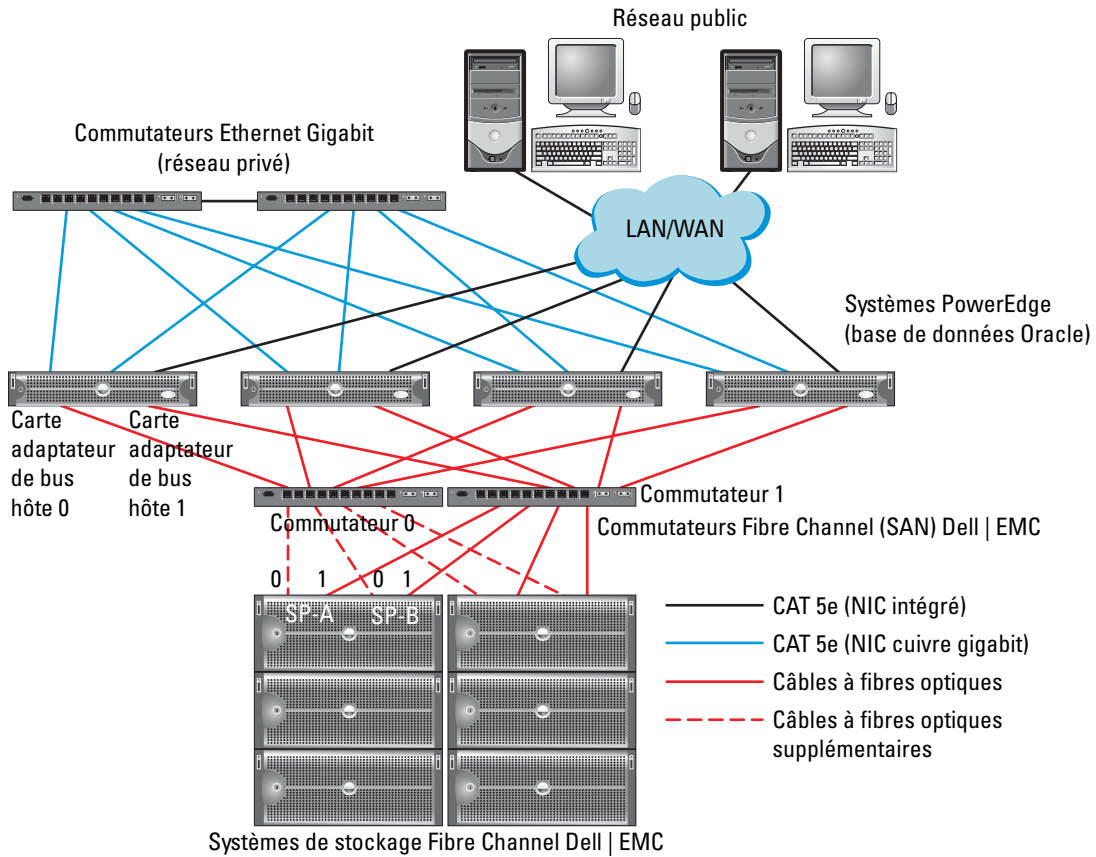 Réseau public
Commutateurs Ethernet Gigabit
(réseau privé)
LAN/WAN
Systèmes PowerEdge
(base de données Oracle)
Carte
adaptateur
de bus
hôte 0
Carte
adaptateur
de bus
hôte 1
Commutateur 0
Commutateur 1
Commutateurs Fibre Channel (SAN) Dell | EMC
0 1 0 1
SP-A SP-B
CAT 5e (NIC intégré)
CAT 5e (NIC cuivre gigabit)
Câbles à fibres optiques
Câbles à fibres optiques
supplémentaires
Systèmes de stockage Fibre Channel Dell | EMC